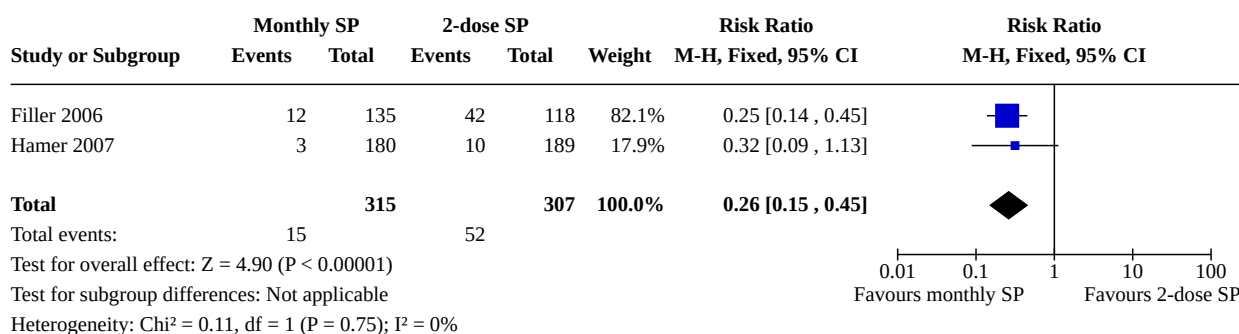 Monthly SP 2-dose SP Risk Ratio Risk Ratio
Study or Subgroup Events Total Events Total Weight M-H, Fixed, 95% CI M-H, Fixed, 95% CI
Filler 2006 12 135 42 118 82.1% 0.25 [0.14 , 0.45]
Hamer 2007 3 180 10 189 17.9% 0.32 [0.09 , 1.13]
Total 315 307 100.0% 0.26 [0.15 , 0.45]
Total events: 15 52
Test for overall effect: Z = 4.90 (P < 0.00001)
Test for subgroup differences: Not applicable
Heterogeneity: Chi² = 0.11, df = 1 (P = 0.75); I² = 0%
0.01 0.1 1 10 100
Favours monthly SP Favours 2-dose SP